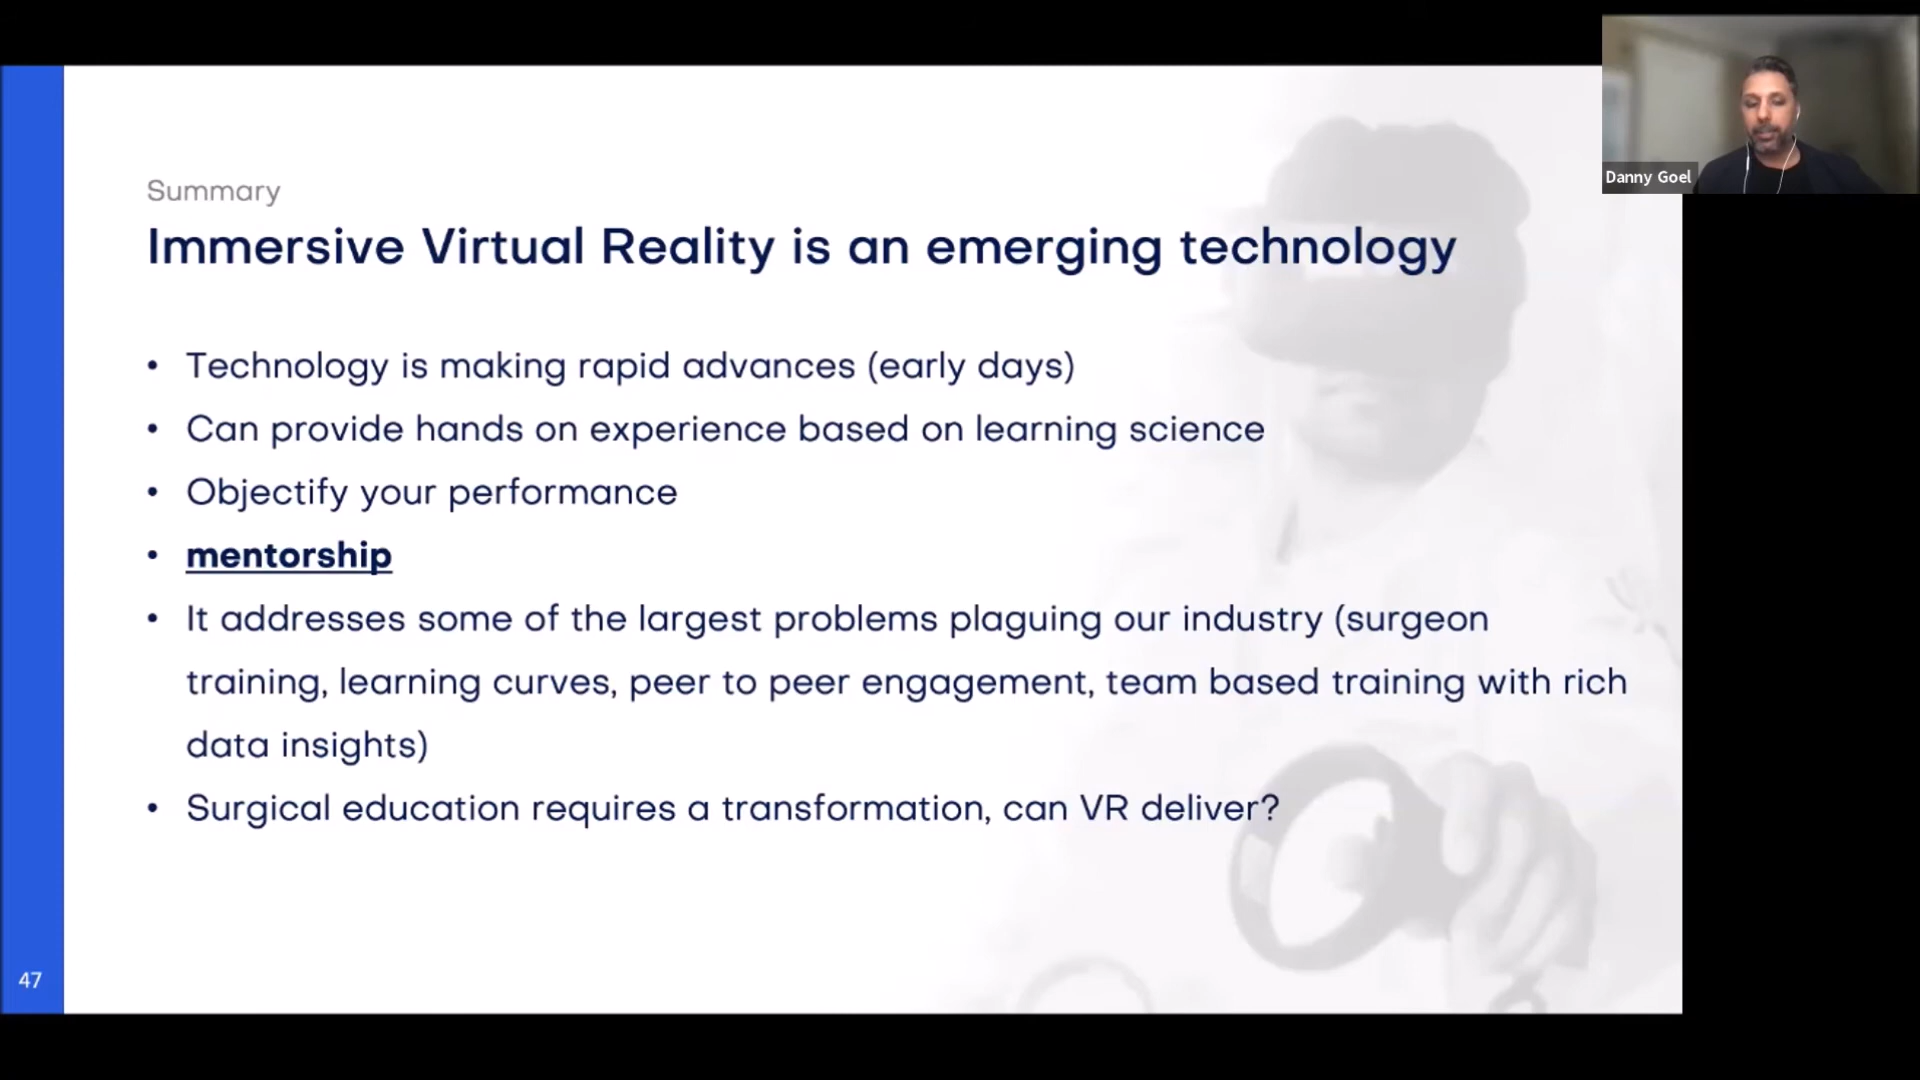 Summary
Immersive Virtual Reality is an emerging technology
• Technology is making rapid advances (early days)
• Can provide hands on experience based on learning science
• Objectify your performance
• mentorship
• It addresses some of the largest problems plaguing our industry (surgeon
training, learning curves, peer to peer engagement, team based training with rich
data insights)
• Surgical education requires a transformation, can VR deliver?
47
Danny Goel